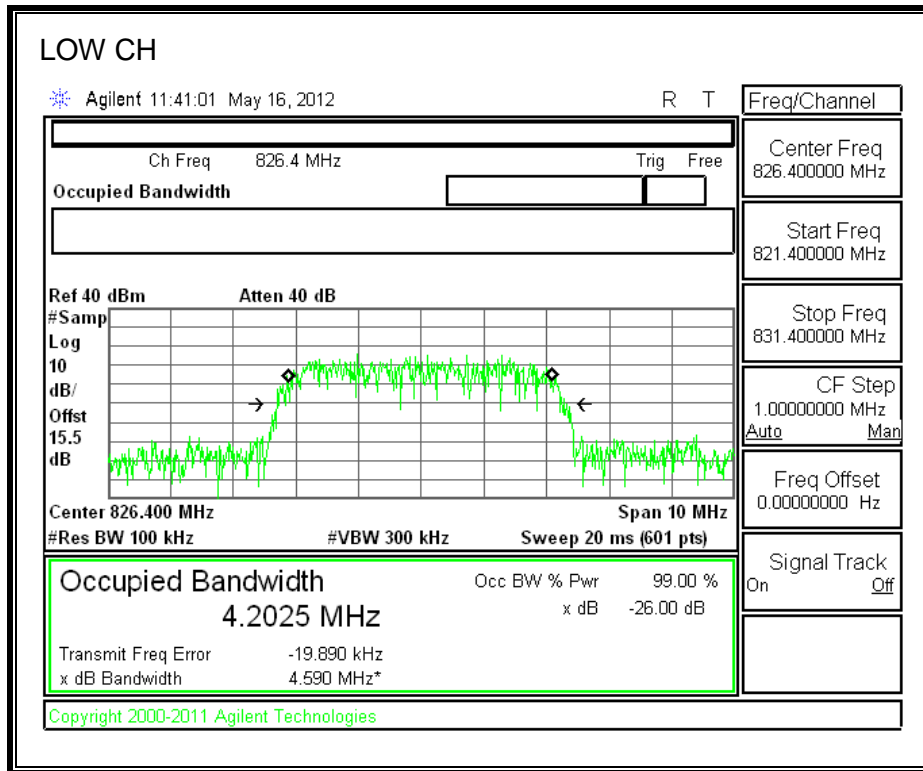 LOW CH
Agilent 11:41:01 May 16, 2012 R T
Ch Freq 826.4 MHz Trig Free
Occupied Bandwidth
Ref 40 dBm Atten 40 dB
#Samp
Log
10
dB/
Offst
15.5
dB
Center 826.400 MHz Span 10 MHz
#Res BW 100 kHz #VBW 300 kHz Sweep 20 ms (601 pts)
Occupied Bandwidth
4.2025 MHz
Occ BW % Pwr 99.00 %
x dB -26.00 dB
Transmit Freq Error -19.890 kHz
x dB Bandwidth 4.590 MHz*
Copyright 2000-2011 Agilent Technologies
Freq/Channel
Center Freq
826.400000 MHz
Start Freq
821.400000 MHz
Stop Freq
831.400000 MHz
CF Step
1.00000000 MHz
Auto Man
Freq Offset
0.00000000 Hz
Signal Track
On Off